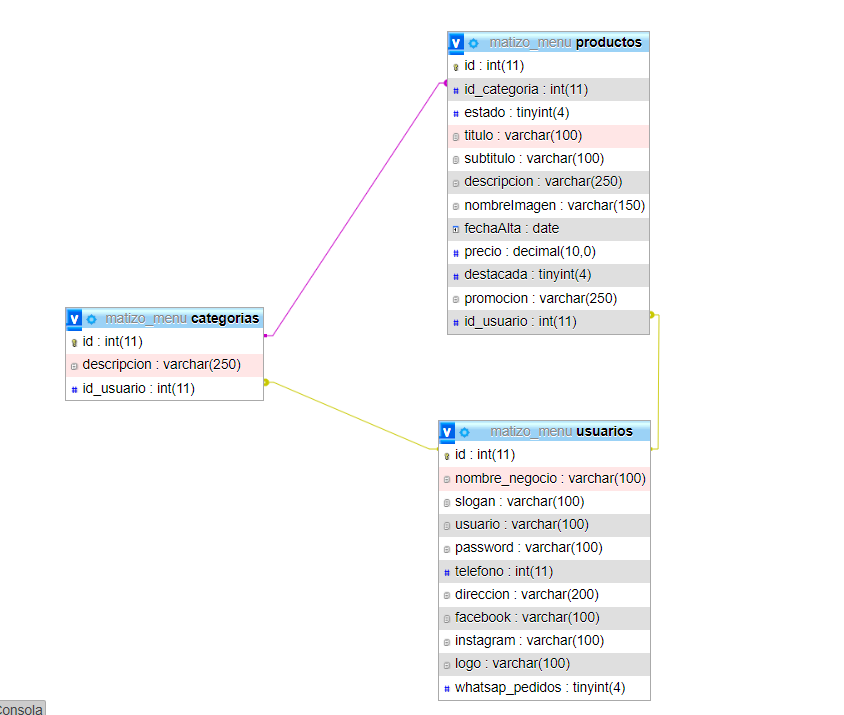 matizo_menu productos
id : int(11)
id_categoria : int(11)
estado : tinyint(4)
titulo : varchar(100)
subtitulo : varchar(100)
descripcion : varchar(250)
nombreImagen : varchar(150)
fechaAlta : date
precio : decimal(10,0)
destacada : tinyint(4)
promocion : varchar(250)
id_usuario : int(11)
matizo_menu categorias
id : int(11)
descripcion : varchar(250)
id_usuario : int(11)
matizo_menu usuarios
id : int(11)
nombre_negocio : varchar(100)
slogan : varchar(100)
usuario : varchar(100)
password : varchar(100)
telefono : int(11)
direccion : varchar(200)
facebook : varchar(100)
instagram : varchar(100)
logo : varchar(100)
whatsap_pedidos : tinyint(4)
Consola